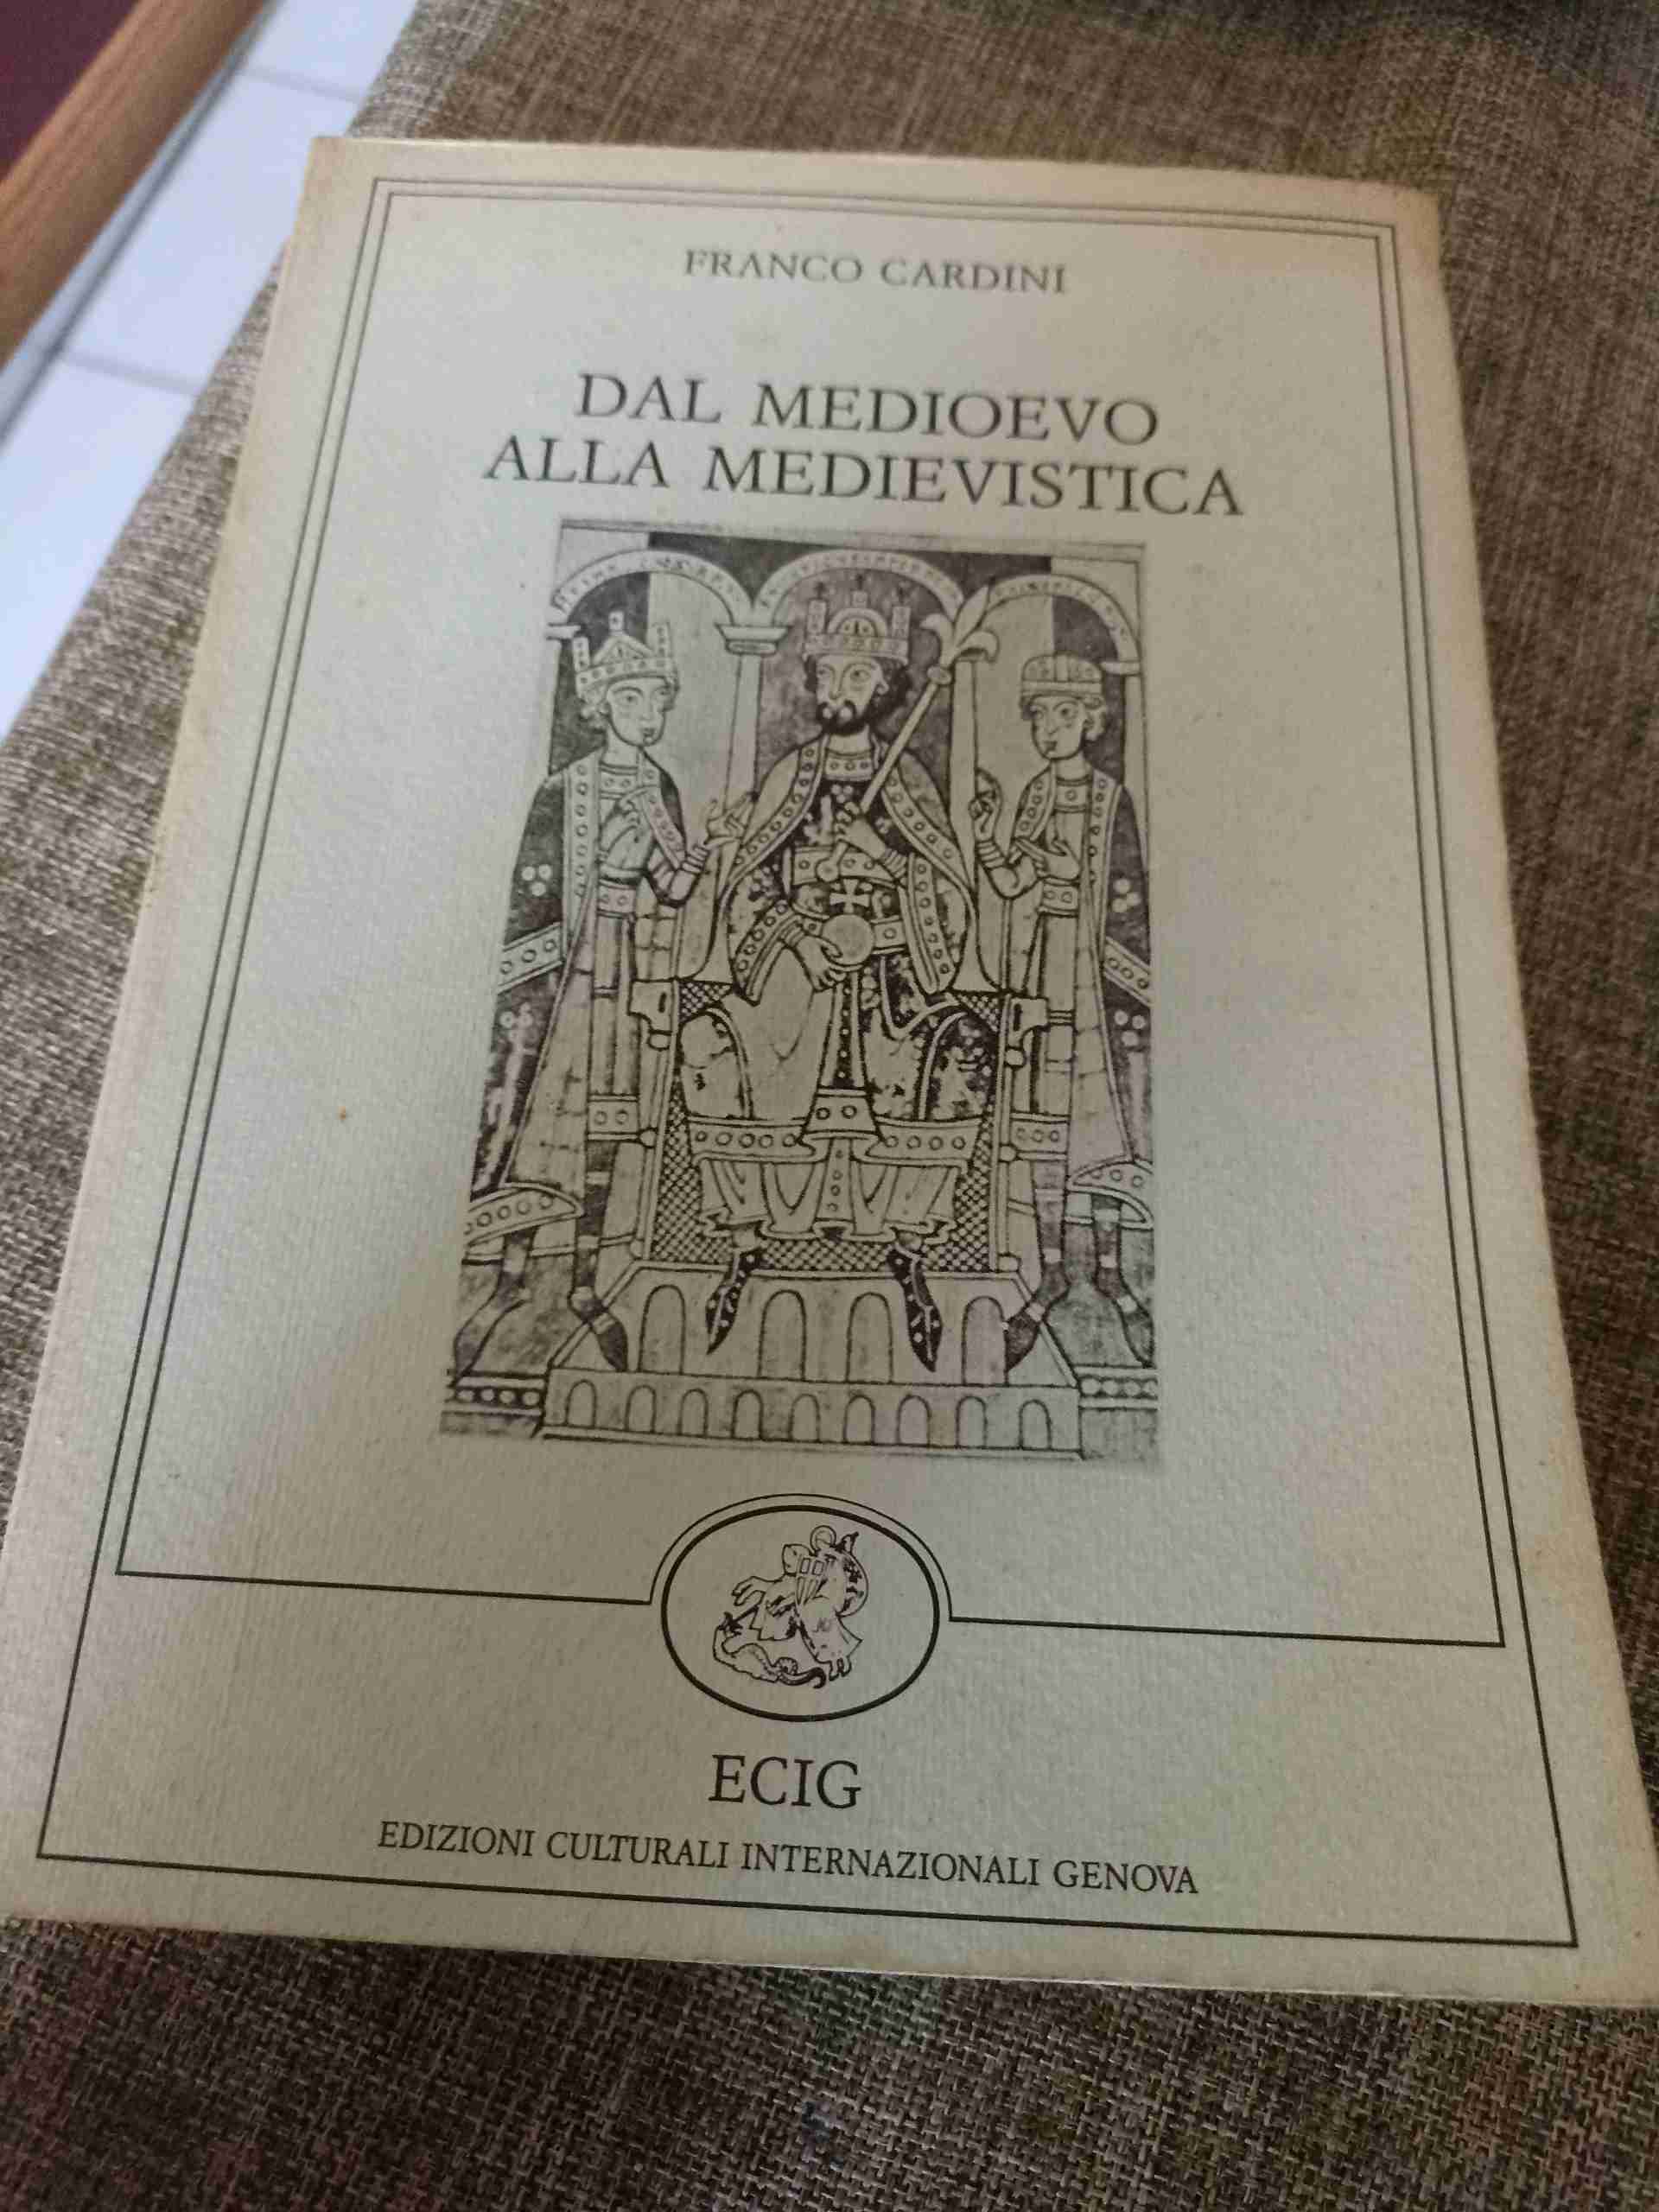 FRANCO CARDINI
DAL MEDIOEVO
ALLA MEDIEVISTICA
ECIG
EDIZIONI CULTURALI INTERNAZIONALI GENOVA